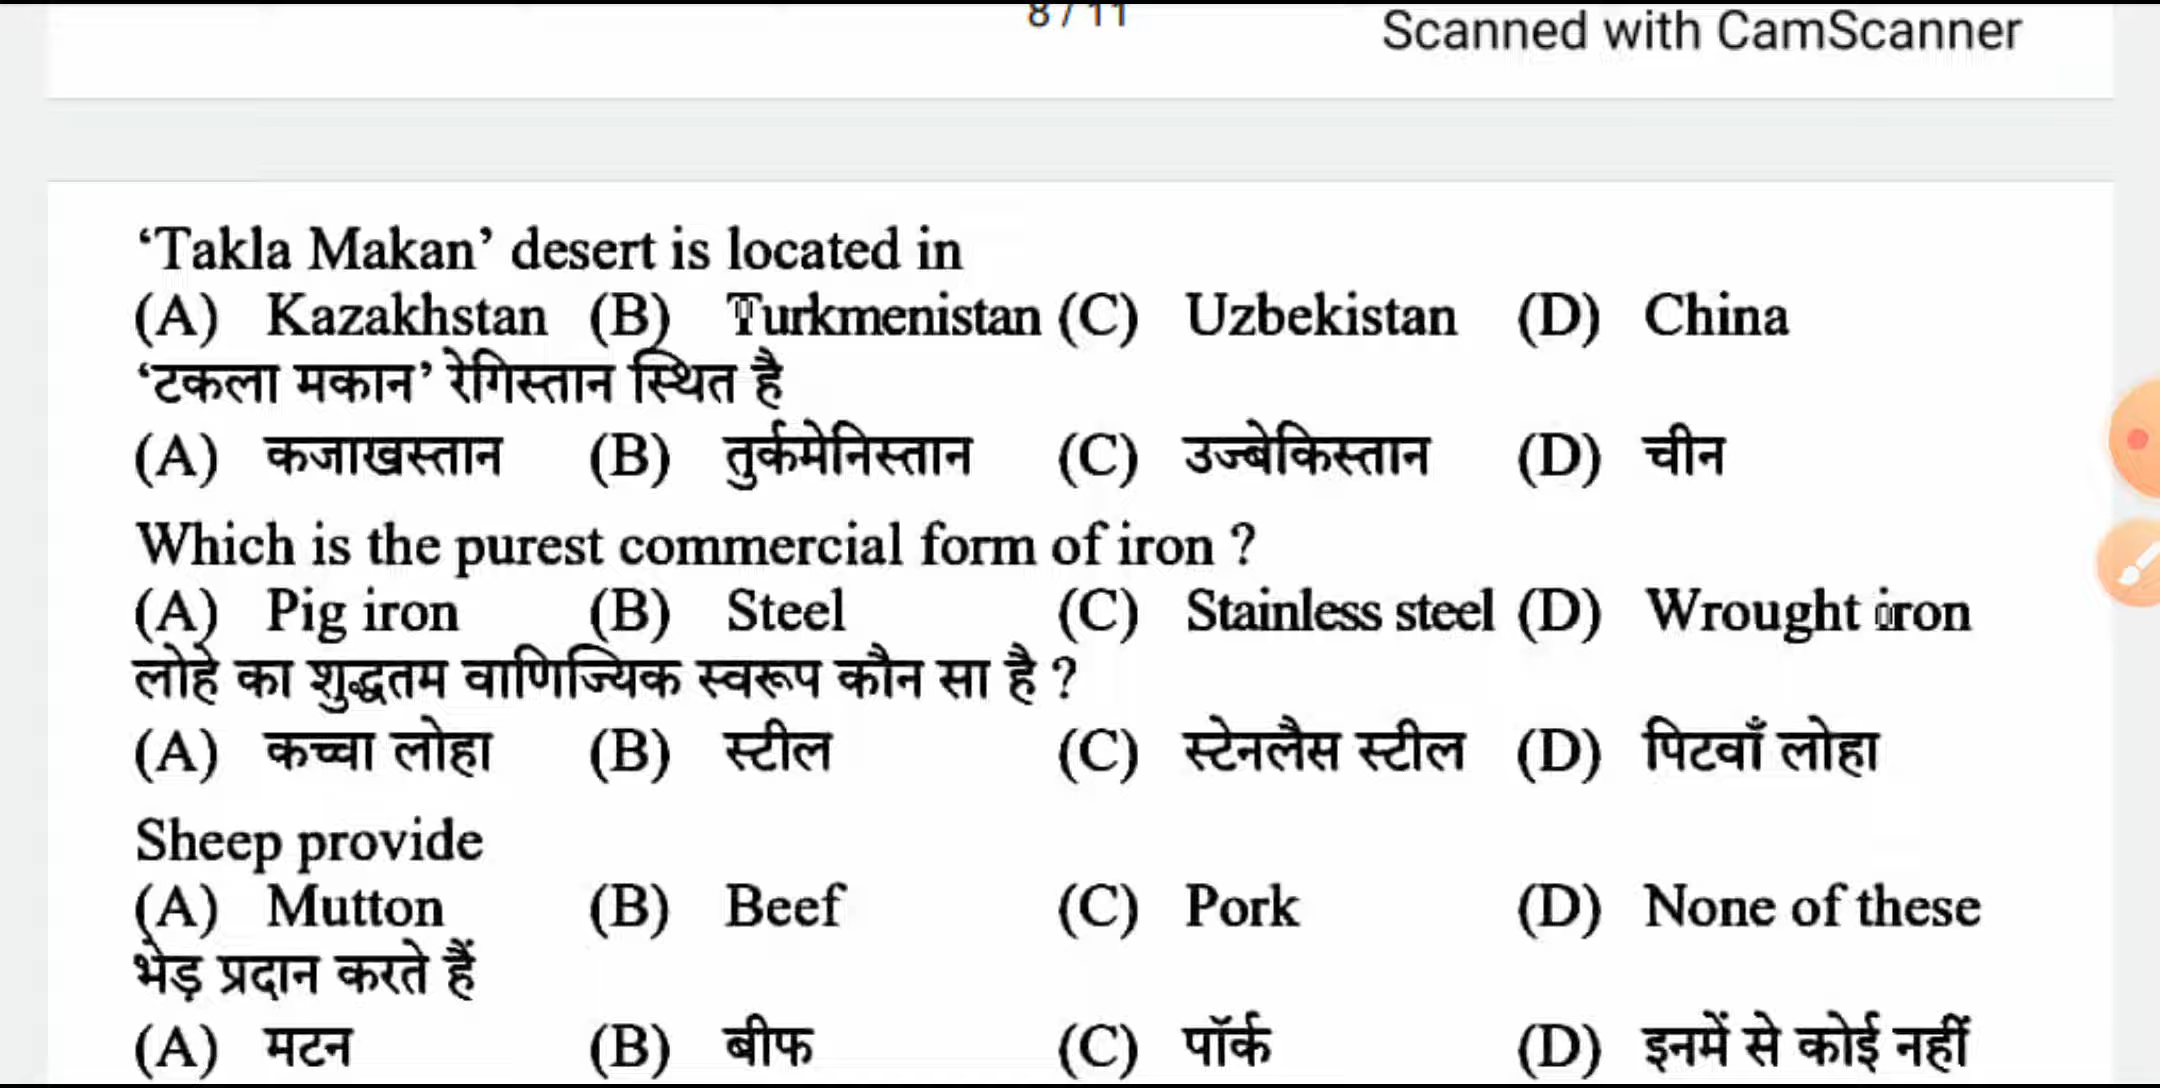 8 / 11
Scanned with CamScanner
‘Takla Makan’ desert is located in
(A) Kazakhstan (B) Turkmenistan (C) Uzbekistan (D) China
‘टकला मकान’ रेगिस्तान स्थित है
(A) कजाखस्तान (B) तुर्कमेनिस्तान (C) उज्बेकिस्तान (D) चीन
Which is the purest commercial form of iron ?
(A) Pig iron (B) Steel (C) Stainless steel (D) Wrought iron
लोहे का शुद्धतम वाणिज्यिक स्वरूप कौन सा है ?
(A) कच्चा लोहा (B) स्टील (C) स्टेनलैस स्टील (D) पिटवाँ लोहा
Sheep provide
(A) Mutton (B) Beef (C) Pork (D) None of these
भेड़ प्रदान करते हैं
(A) मटन (B) बीफ (C) पॉर्क (D) इनमें से कोई नहीं